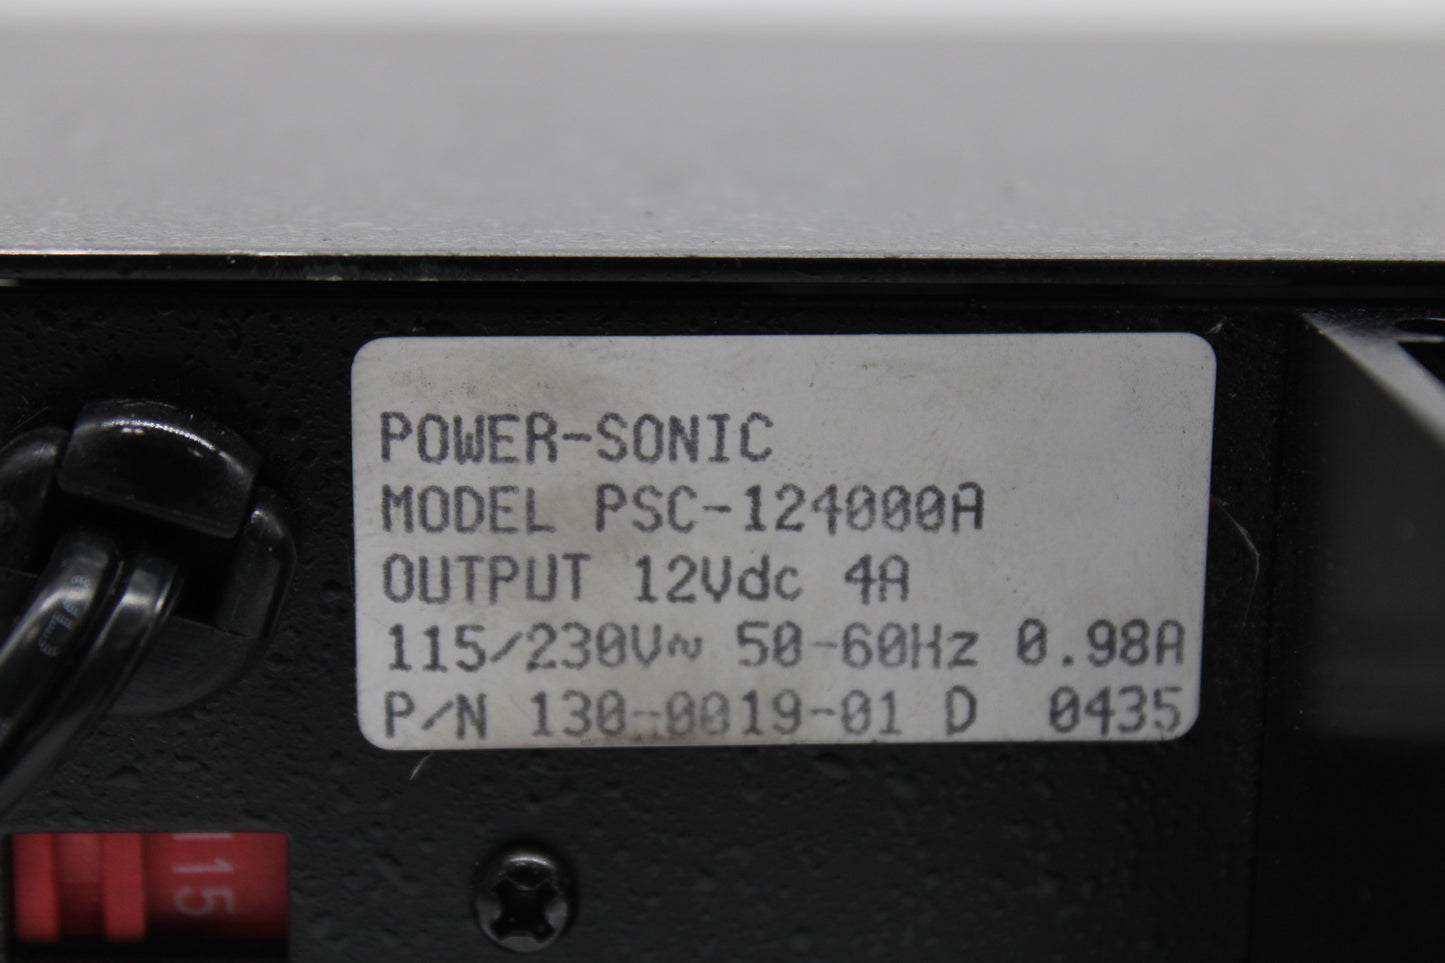 POWER-SONIC
MODEL PSC-124000A
OUTPUT 12Vdc 4A
115/230V~ 50-60Hz 0.98A
P/N 130-0019-01 D 0435
115